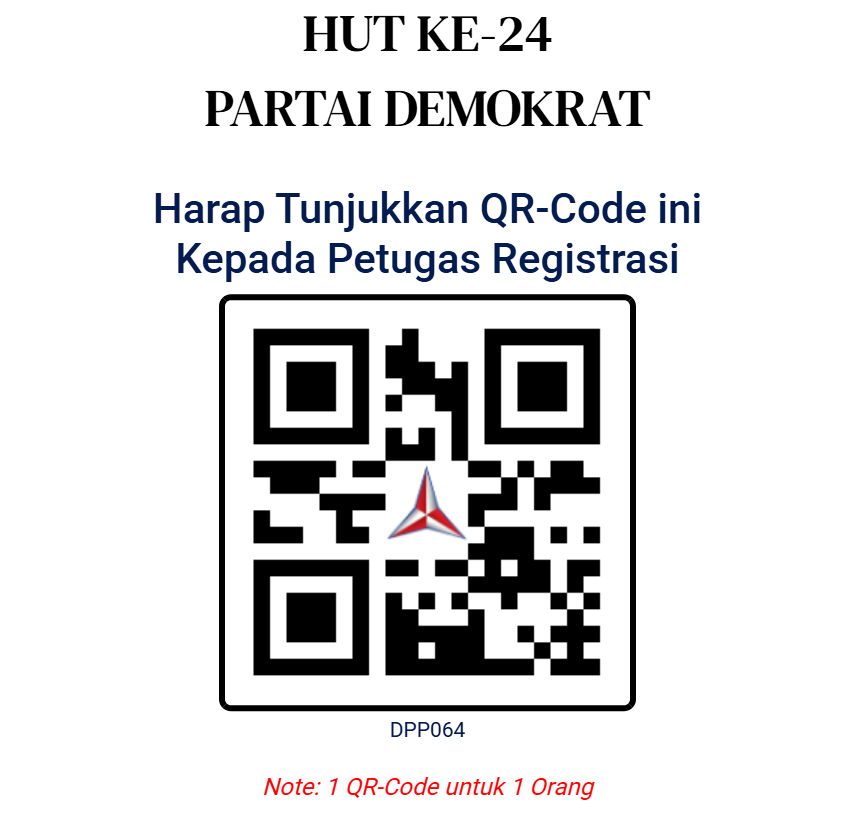 HUT KE-24
PARTAI DEMOKRAT
Harap Tunjukkan QR-Code ini
Kepada Petugas Registrasi
DPP064
Note: 1 QR-Code untuk 1 Orang